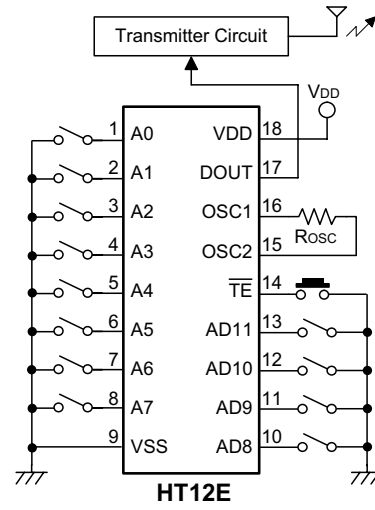 Transmitter Circuit
VDD
1 A0 VDD 18
2 A1 DOUT 17
3 A2 OSC1 16
ROSC
4 A3 OSC2 15
5 A4 TE 14
6 A5 AD11 13
7 A6 AD10 12
8 A7 AD9 11
9 VSS AD8 10
HT12E